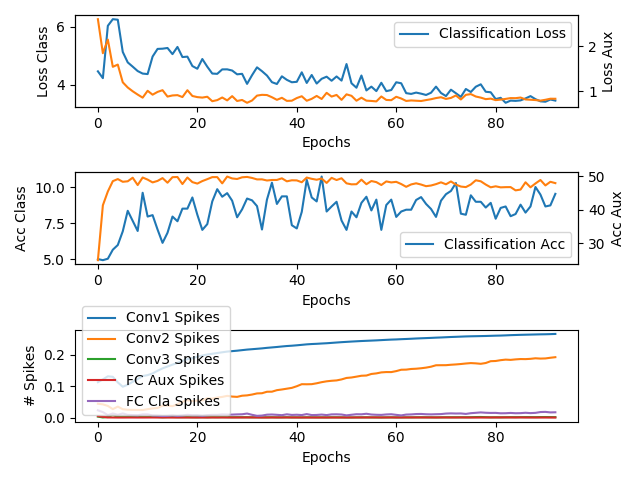 6
4
Loss Class
Classification Loss
2
1
Loss Aux
0 20 40 60 80
Epochs
10.0
7.5
5.0
Acc Class
Classification Acc
50
40
30
Acc Aux
0 20 40 60 80
Epochs
0.2
0.1
0.0
# Spikes
Conv1 Spikes
Conv2 Spikes
Conv3 Spikes
FC Aux Spikes
FC Cla Spikes
0 20 40 60 80
Epochs